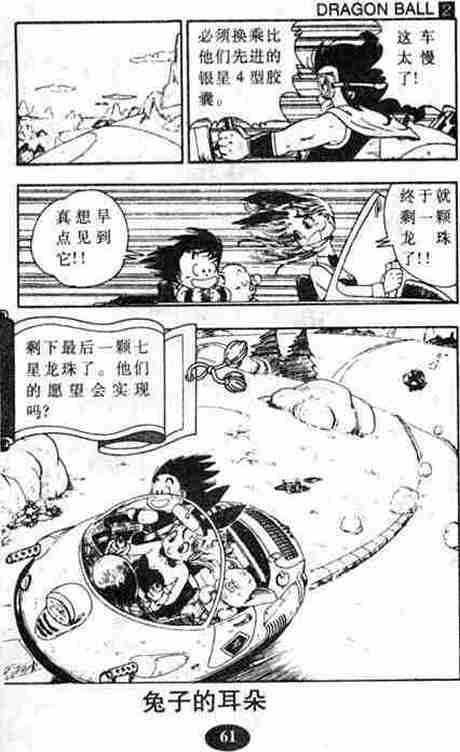 DRAGON BALL 2
这车
太慢
了!
必须换乘比
他们先进的
银星4型胶
囊。
终于就
剩一颗
龙珠
了!!
真想早
点见到
它!!
剩下最后一颗七
星龙珠了。他们
的愿望会实现
吗?
兔子的耳朵
61